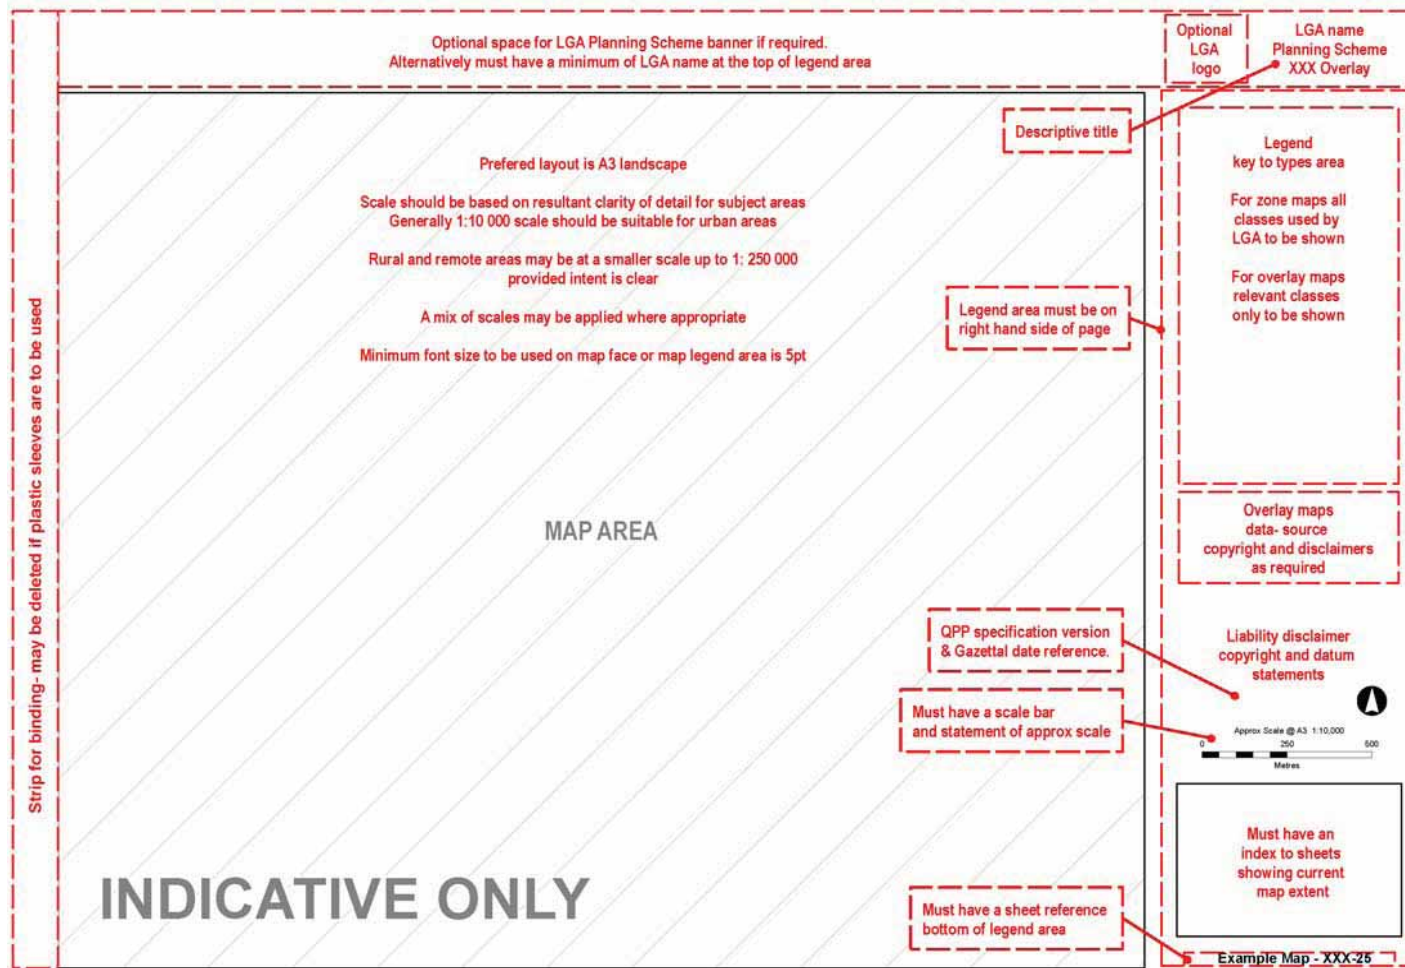 Optional space for LGA Planning Scheme banner if required.
Alternatively must have a minimum of LGA name at the top of legend area
Optional
LGA
logo
LGA name
Planning Scheme
XXX Overlay
Descriptive title
Prefered layout is A3 landscape
Scale should be based on resultant clarity of detail for subject areas
Generally 1:10 000 scale should be suitable for urban areas
Rural and remote areas may be at a smaller scale up to 1: 250 000
provided intent is clear
A mix of scales may be applied where appropriate
Minimum font size to be used on map face or map legend area is 5pt
Legend
key to types area
For zone maps all
classes used by
LGA to be shown
For overlay maps
relevant classes
only to be shown
Legend area must be on
right hand side of page
Strip for binding- may be deleted if plastic sleeves are to be used
MAP AREA
Overlay maps
data- source
copyright and disclaimers
as required
QPP specification version
& Gazettal date reference.
Liability disclaimer
copyright and datum
statements
Must have a scale bar
and statement of approx scale
Approx Scale @ A3 1:10,000
0 250 500
Metres
Must have an
index to sheets
showing current
map extent
INDICATIVE ONLY
Must have a sheet reference
bottom of legend area
Example Map - XXX-25